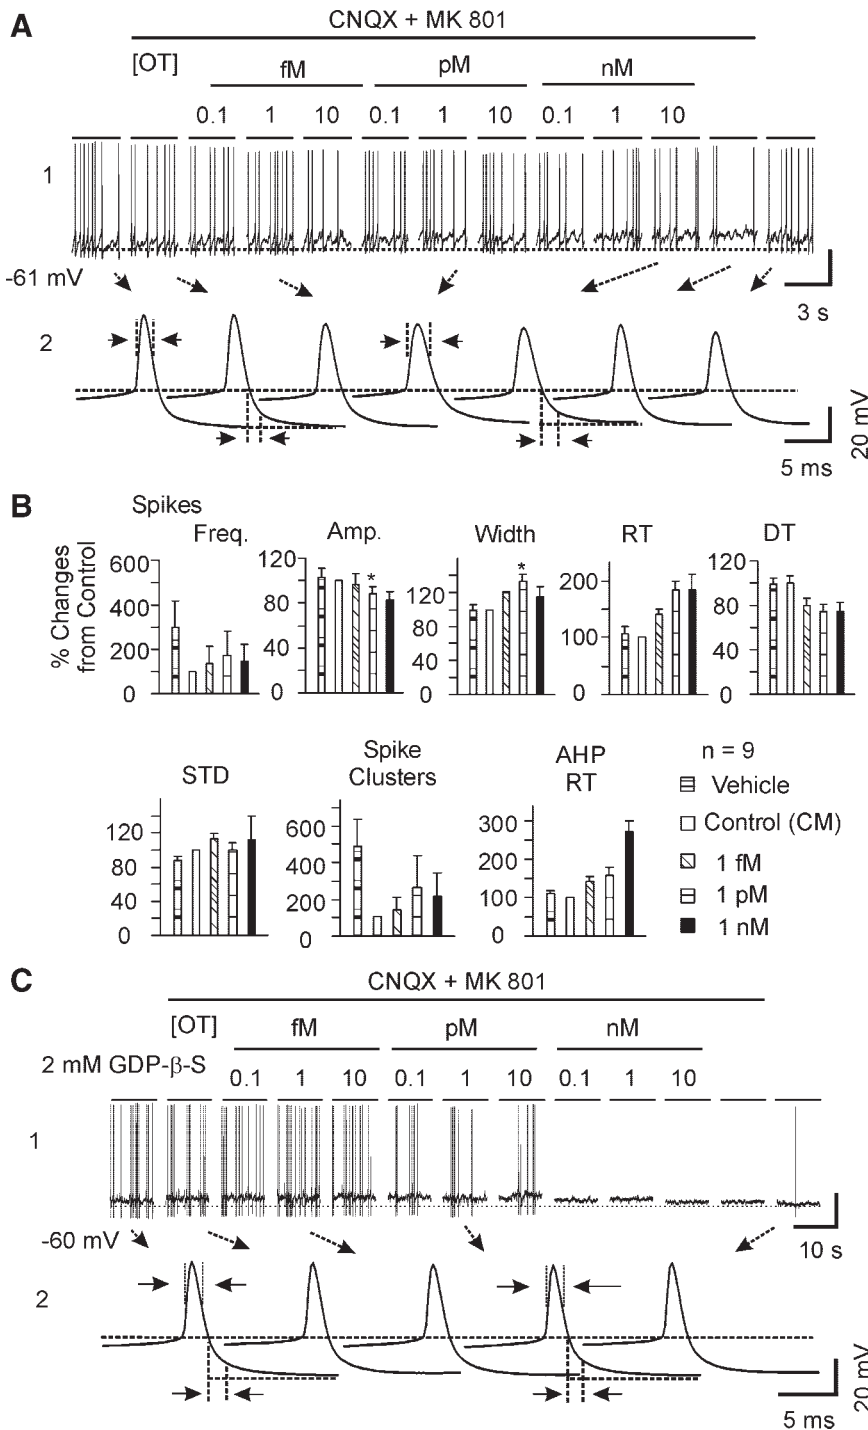 A
CNQX + MK 801
[OT] fM pM nM
0.1 1 10 0.1 1 10 0.1 1 10
1
-61 mV
3 s
2
20 mV
5 ms
B
Spikes
Freq. Amp. Width RT DT
% Changes
from Control
600
400
200
0
120
80
40
0
120
80
40
0
200
100
0
120
80
40
0
STD
Spike
Clusters
AHP
RT
120
80
40
0
600
400
200
0
300
200
100
0
*
*
n = 9
Vehicle
Control (CM)
1 fM
1 pM
1 nM
C
CNQX + MK 801
[OT] fM pM nM
2 mM GDP-β-S
0.1 1 10 0.1 1 10 0.1 1 10
1
-60 mV
10 s
2
20 mV
5 ms